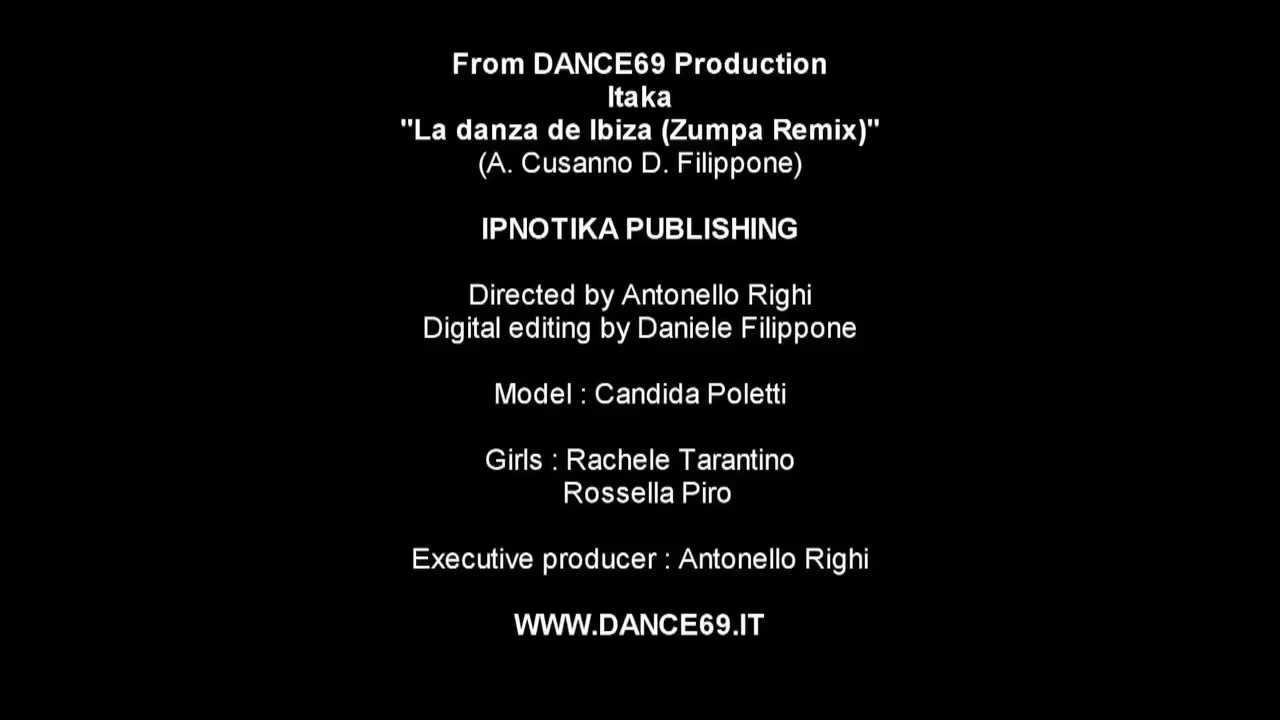 From DANCE69 Production
Itaka
"La danza de Ibiza (Zumpa Remix)"
(A. Cusanno D. Filippone)
IPNOTIKA PUBLISHING
Directed by Antonello Righi
Digital editing by Daniele Filippone
Model : Candida Poletti
Girls : Rachele Tarantino
Rossella Piro
Executive producer : Antonello Righi
WWW.DANCE69.IT